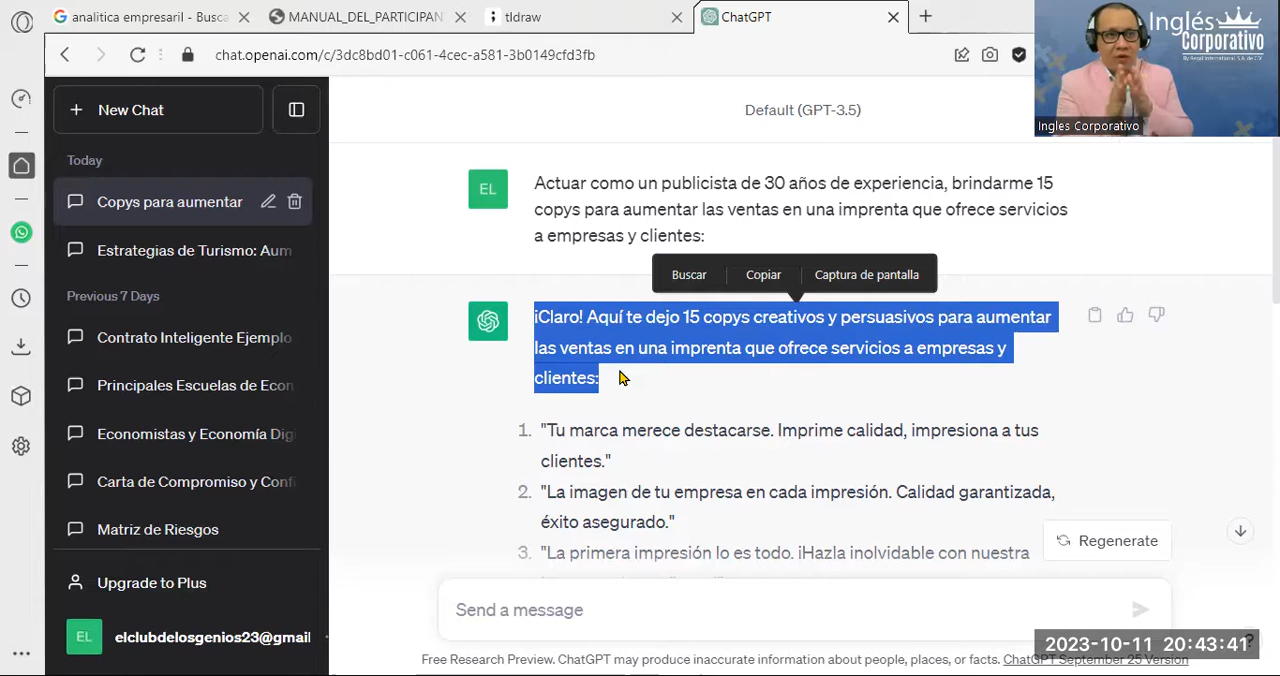 analitica empresaril - Busca
MANUAL_DEL_PARTICIPAN
tldraw
ChatGPT
chat.openai.com/c/3dc8bd01-c061-4cec-a581-3b0149cfd3fb
Inglés
Corporativo
By Regal International, S.A. de C.V.
Ingles Corporativo
New Chat
Default (GPT-3.5)
Today
Copys para aumentar
Estrategias de Turismo: Aum
Previous 7 Days
Contrato Inteligente Ejemplo
Principales Escuelas de Econ
Economistas y Economía Dig
Carta de Compromiso y Confi
Matriz de Riesgos
Upgrade to Plus
EL
elclubdelosgenios23@gmail
EL
Actuar como un publicista de 30 años de experiencia, brindarme 15
copys para aumentar las ventas en una imprenta que ofrece servicios
a empresas y clientes:
Buscar
Copiar
Captura de pantalla
¡Claro! Aquí te dejo 15 copys creativos y persuasivos para aumentar
las ventas en una imprenta que ofrece servicios a empresas y
clientes:
1. "Tu marca merece destacarse. Imprime calidad, impresiona a tus
clientes."
2. "La imagen de tu empresa en cada impresión. Calidad garantizada,
éxito asegurado."
3. "La primera impresión lo es todo. ¡Hazla inolvidable con nuestra
Regenerate
Send a message
2023-10-11 20:43:41
Free Research Preview. ChatGPT may produce inaccurate information about people, places, or facts. ChatGPT September 25 Version